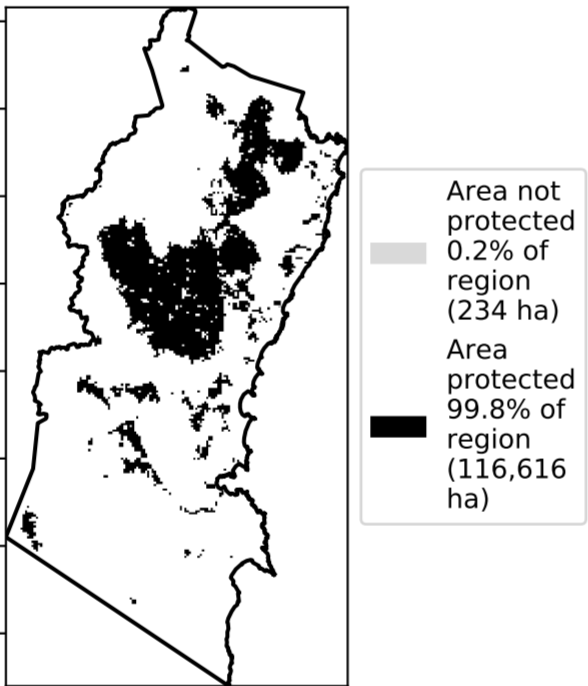 Area not
protected
0.2% of
region
(234 ha)
Area
protected
99.8% of
region
(116,616
ha)